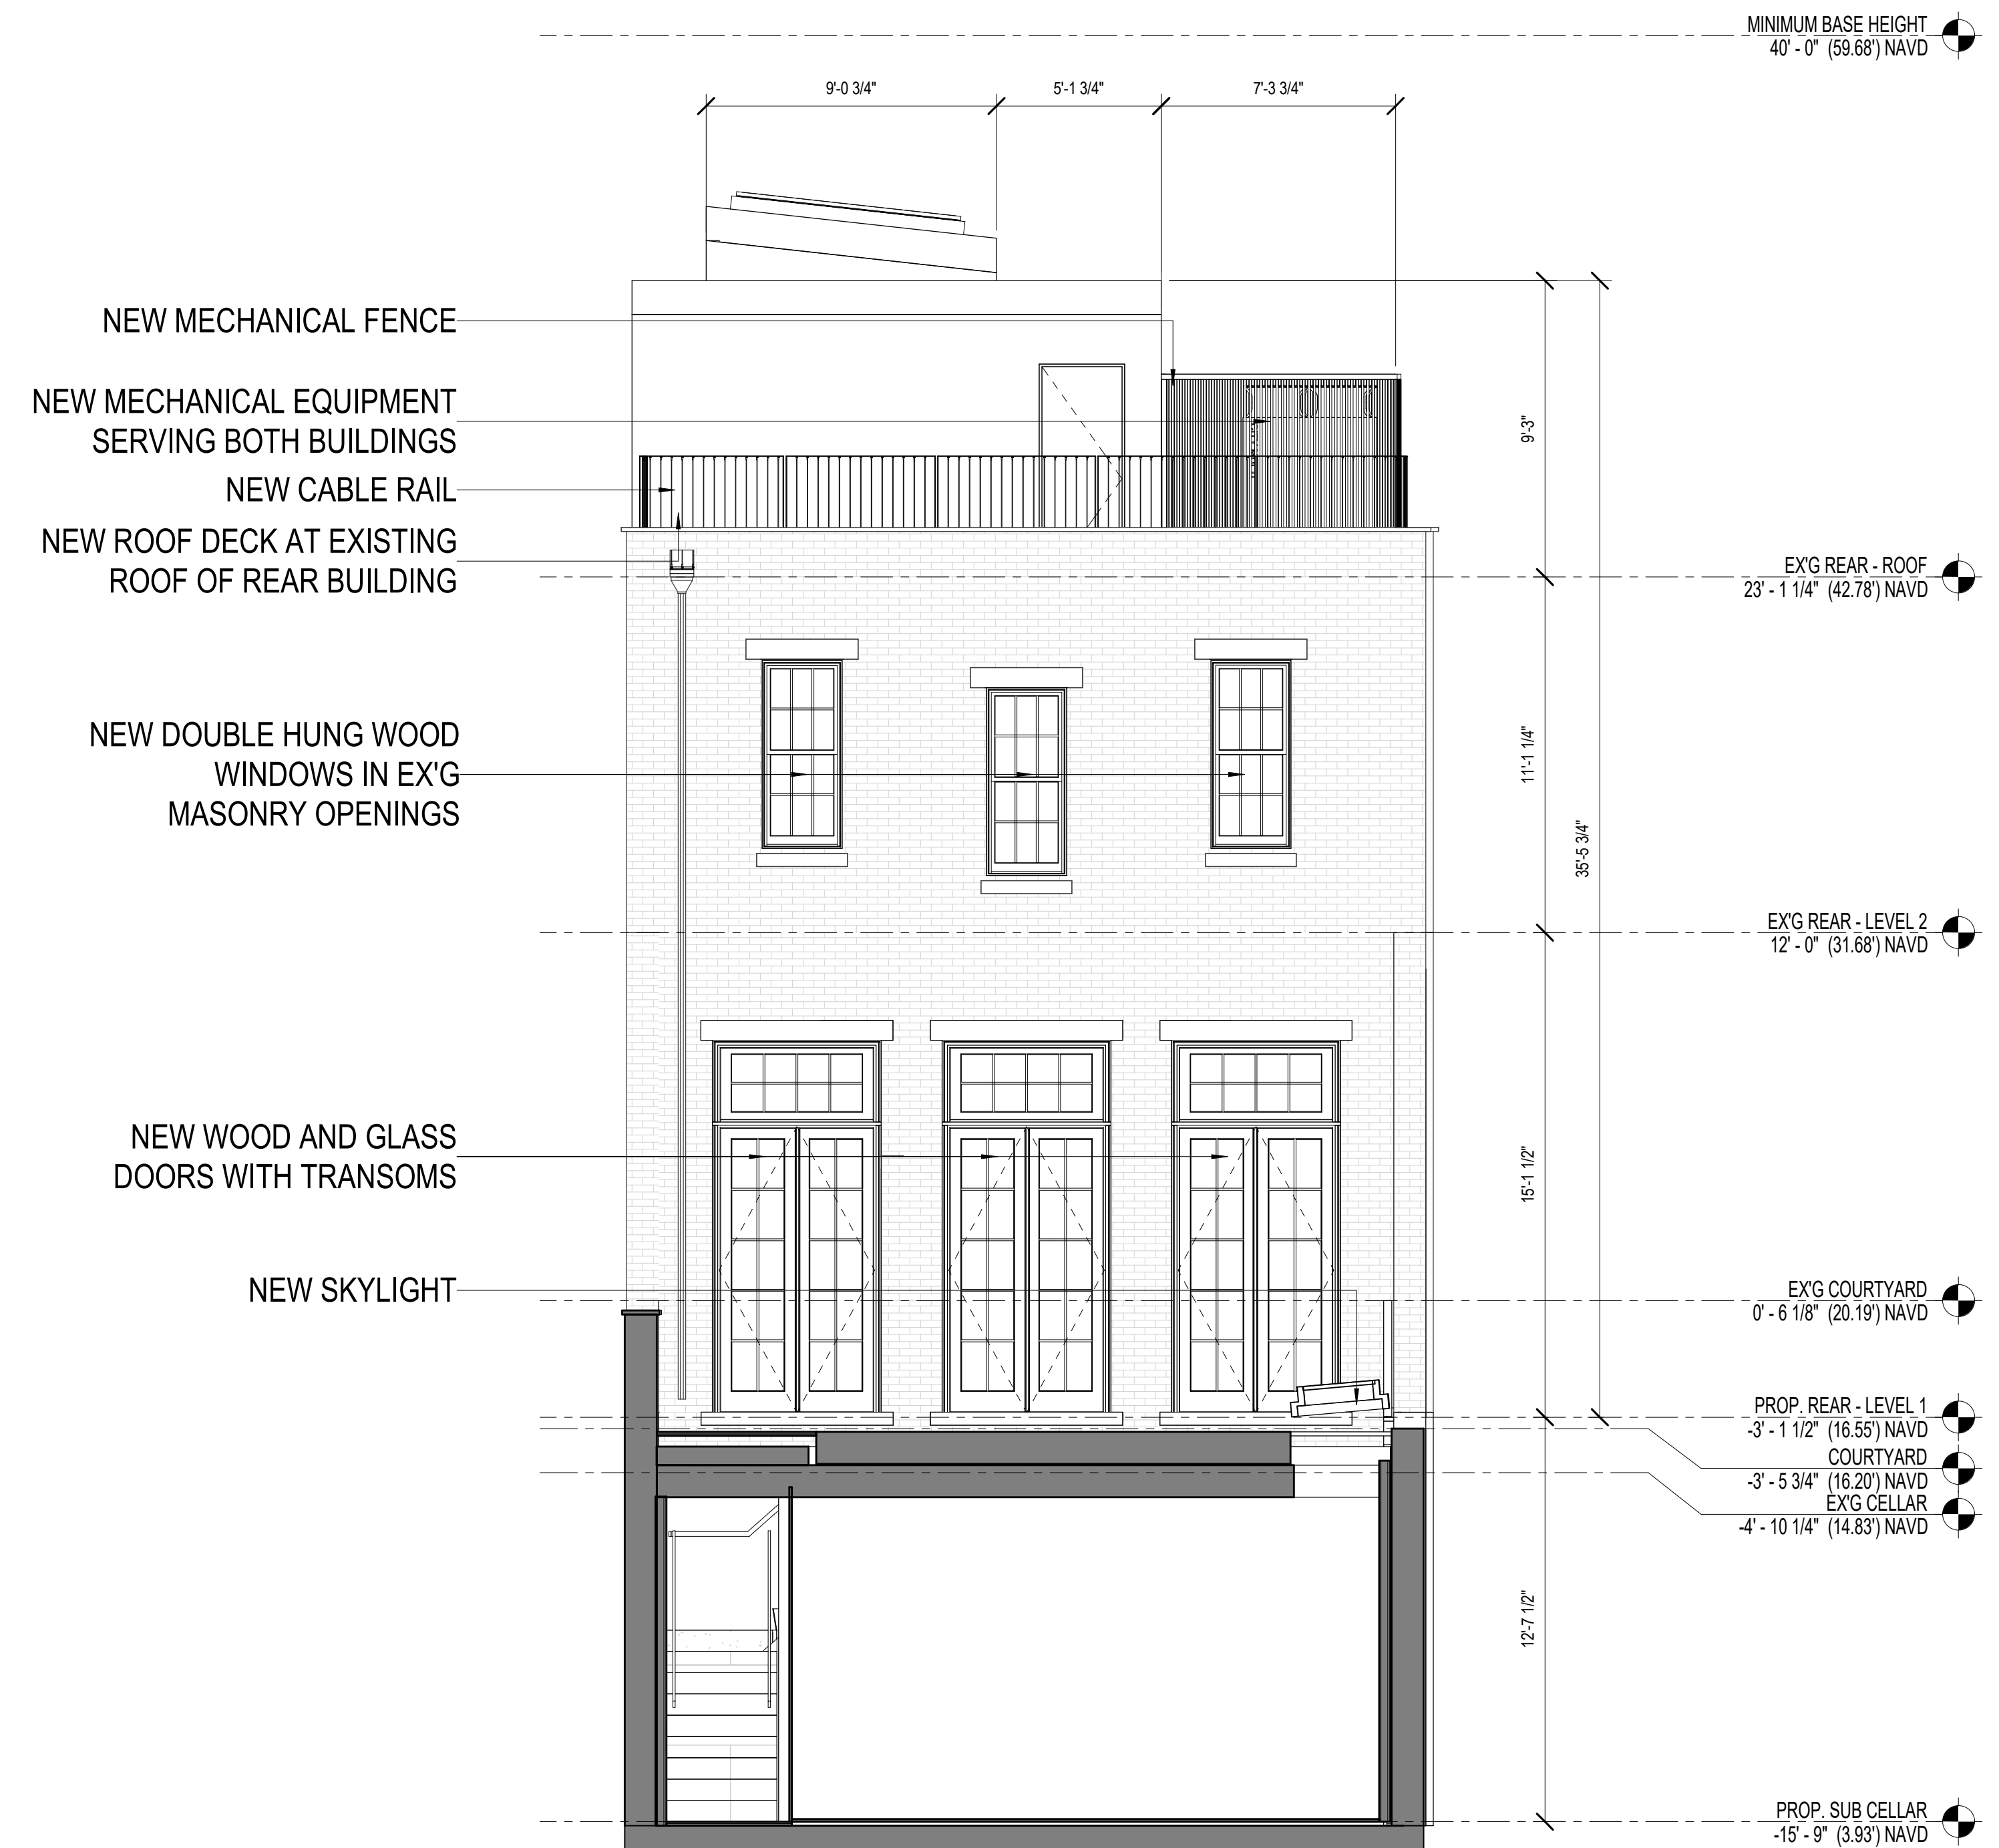 MINIMUM BASE HEIGHT
40' - 0" (59.68') NAVD
9'-0 3/4"
5'-1 3/4"
7'-3 3/4"
NEW MECHANICAL FENCE
NEW MECHANICAL EQUIPMENT
SERVING BOTH BUILDINGS
NEW CABLE RAIL
NEW ROOF DECK AT EXISTING
ROOF OF REAR BUILDING
9'-3"
EX'G REAR - ROOF
23' - 1 1/4" (42.78') NAVD
NEW DOUBLE HUNG WOOD
WINDOWS IN EX'G
MASONRY OPENINGS
11'-1 1/4"
35'-5 3/4"
EX'G REAR - LEVEL 2
12' - 0" (31.68') NAVD
NEW WOOD AND GLASS
DOORS WITH TRANSOMS
15'-1 1/2"
NEW SKYLIGHT
EX'G COURTYARD
0' - 6 1/8" (20.19') NAVD
PROP. REAR - LEVEL 1
-3' - 1 1/2" (16.55') NAVD
COURTYARD
-3' - 5 3/4" (16.20') NAVD
EX'G CELLAR
-4' - 10 1/4" (14.83') NAVD
12'-7 1/2"
PROP. SUB CELLAR
-15' - 9" (3.93') NAVD